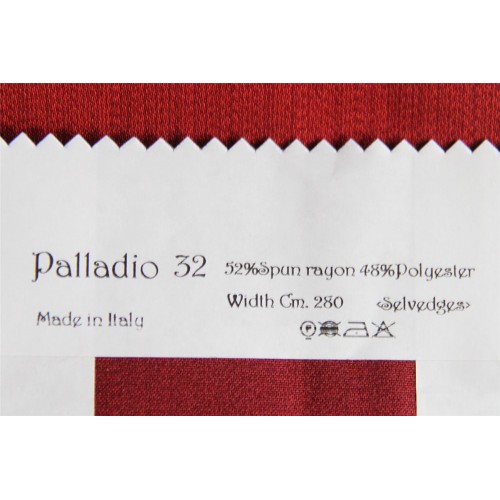 Palladio 32 52%Spun rayon 48%Polyester
Width Cm. 280 <Selvedges>
Made in Italy